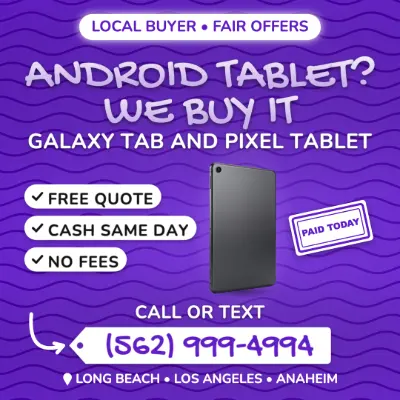 LOCAL BUYER • FAIR OFFERS
ANDROID TABLET?
WE BUY IT
GALAXY TAB AND PIXEL TABLET
✓ FREE QUOTE
✓ CASH SAME DAY
✓ NO FEES
PAID TODAY
CALL OR TEXT
(562) 999-4994
LONG BEACH • LOS ANGELES • ANAHEIM